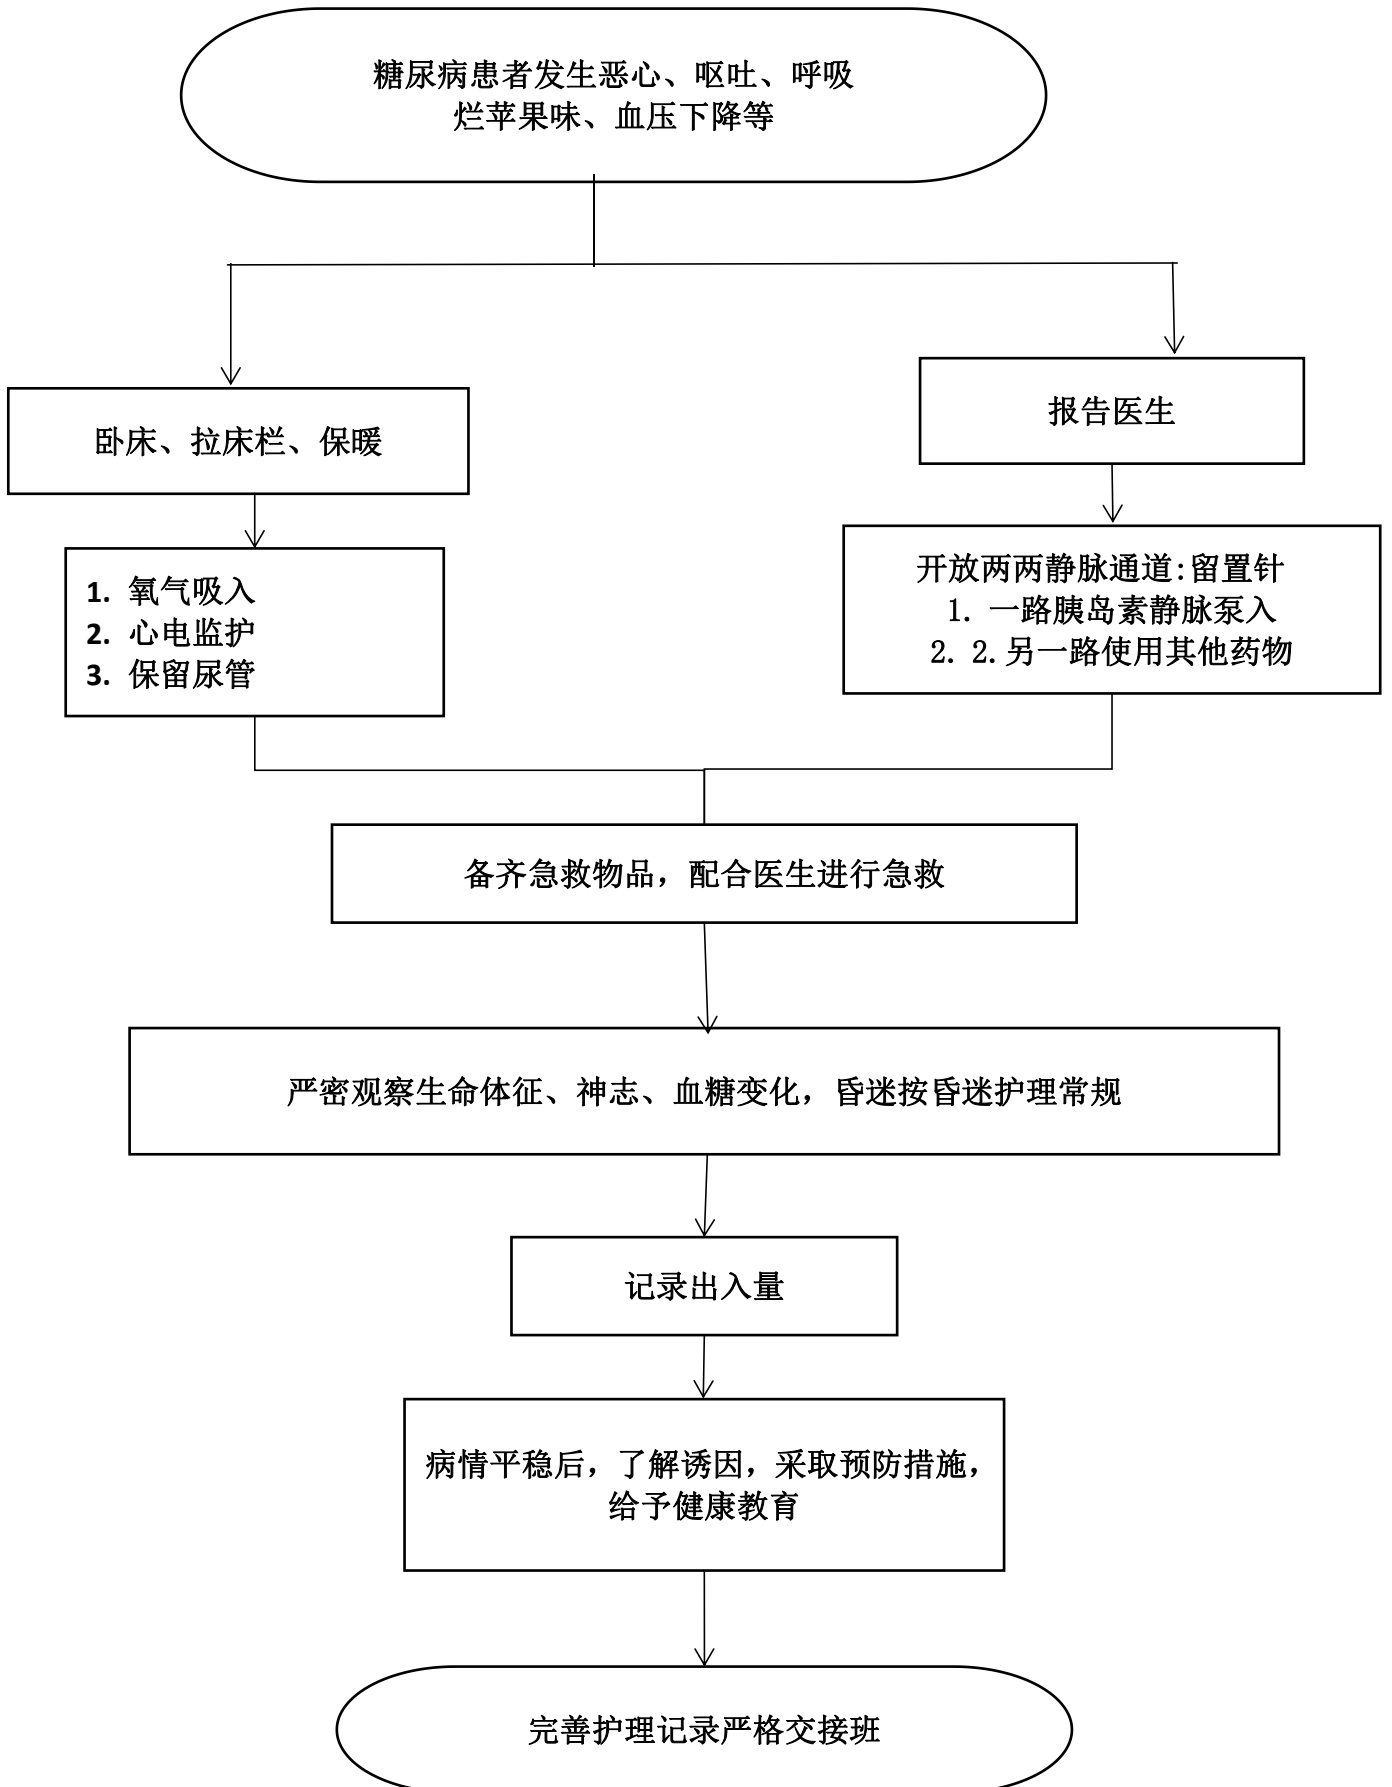 糖尿病患者发生恶心、呕吐、呼吸
烂苹果味、血压下降等
卧床、拉床栏、保暖
1. 氧气吸入
2. 心电监护
3. 保留尿管
报告医生
开放两两静脉通道:留置针
1. 一路胰岛素静脉泵入
2. 2.另一路使用其他药物
备齐急救物品，配合医生进行急救
严密观察生命体征、神志、血糖变化，昏迷按昏迷护理常规
记录出入量
病情平稳后，了解诱因，采取预防措施，
给予健康教育
完善护理记录严格交接班